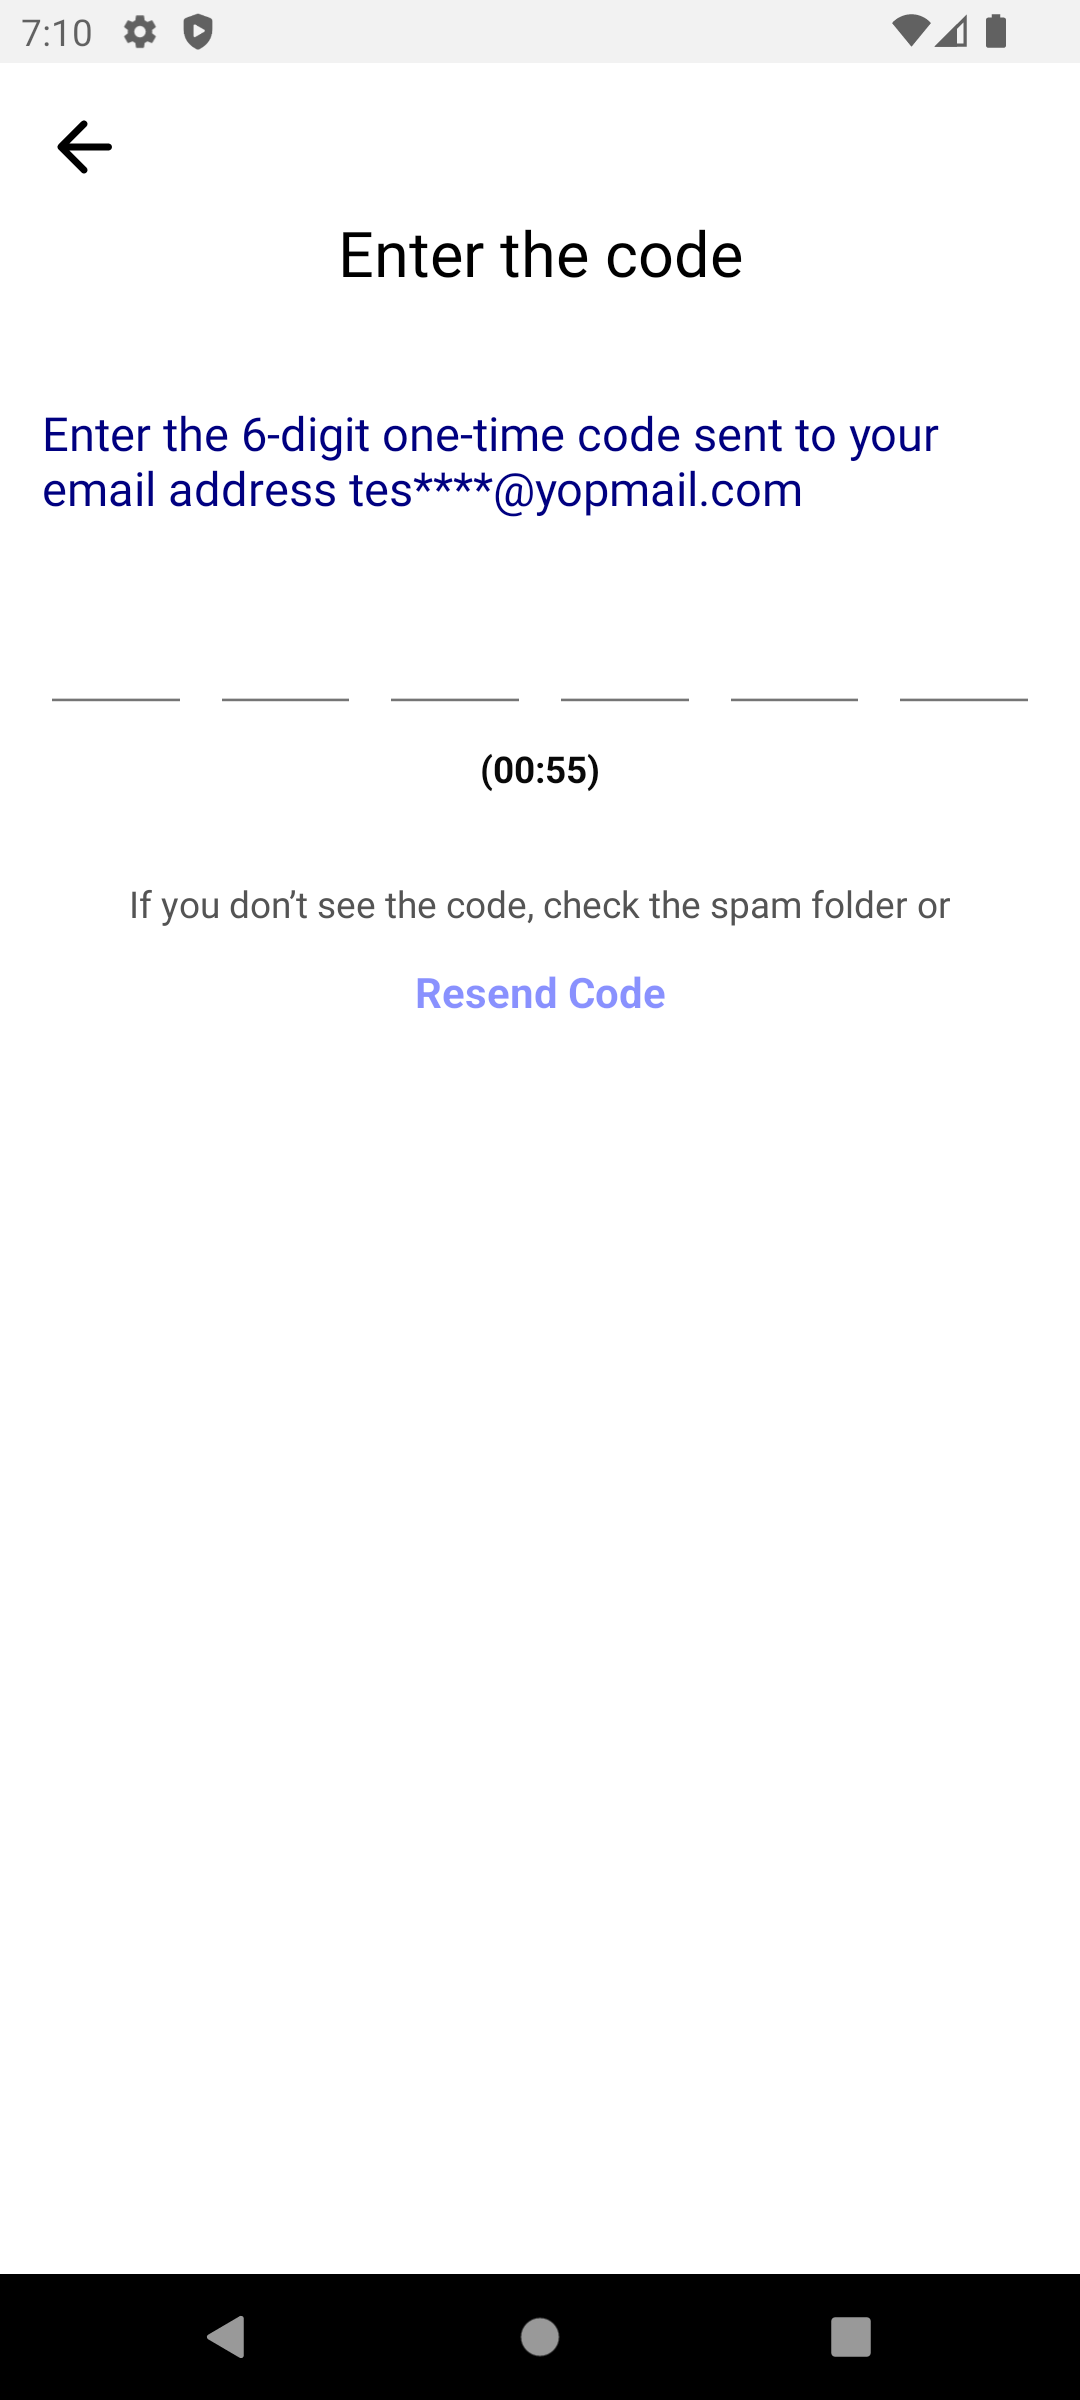 7:10
Enter the code
Enter the 6-digit one-time code sent to your
email address tes****@yopmail.com
(00:55)
If you don’t see the code, check the spam folder or
Resend Code